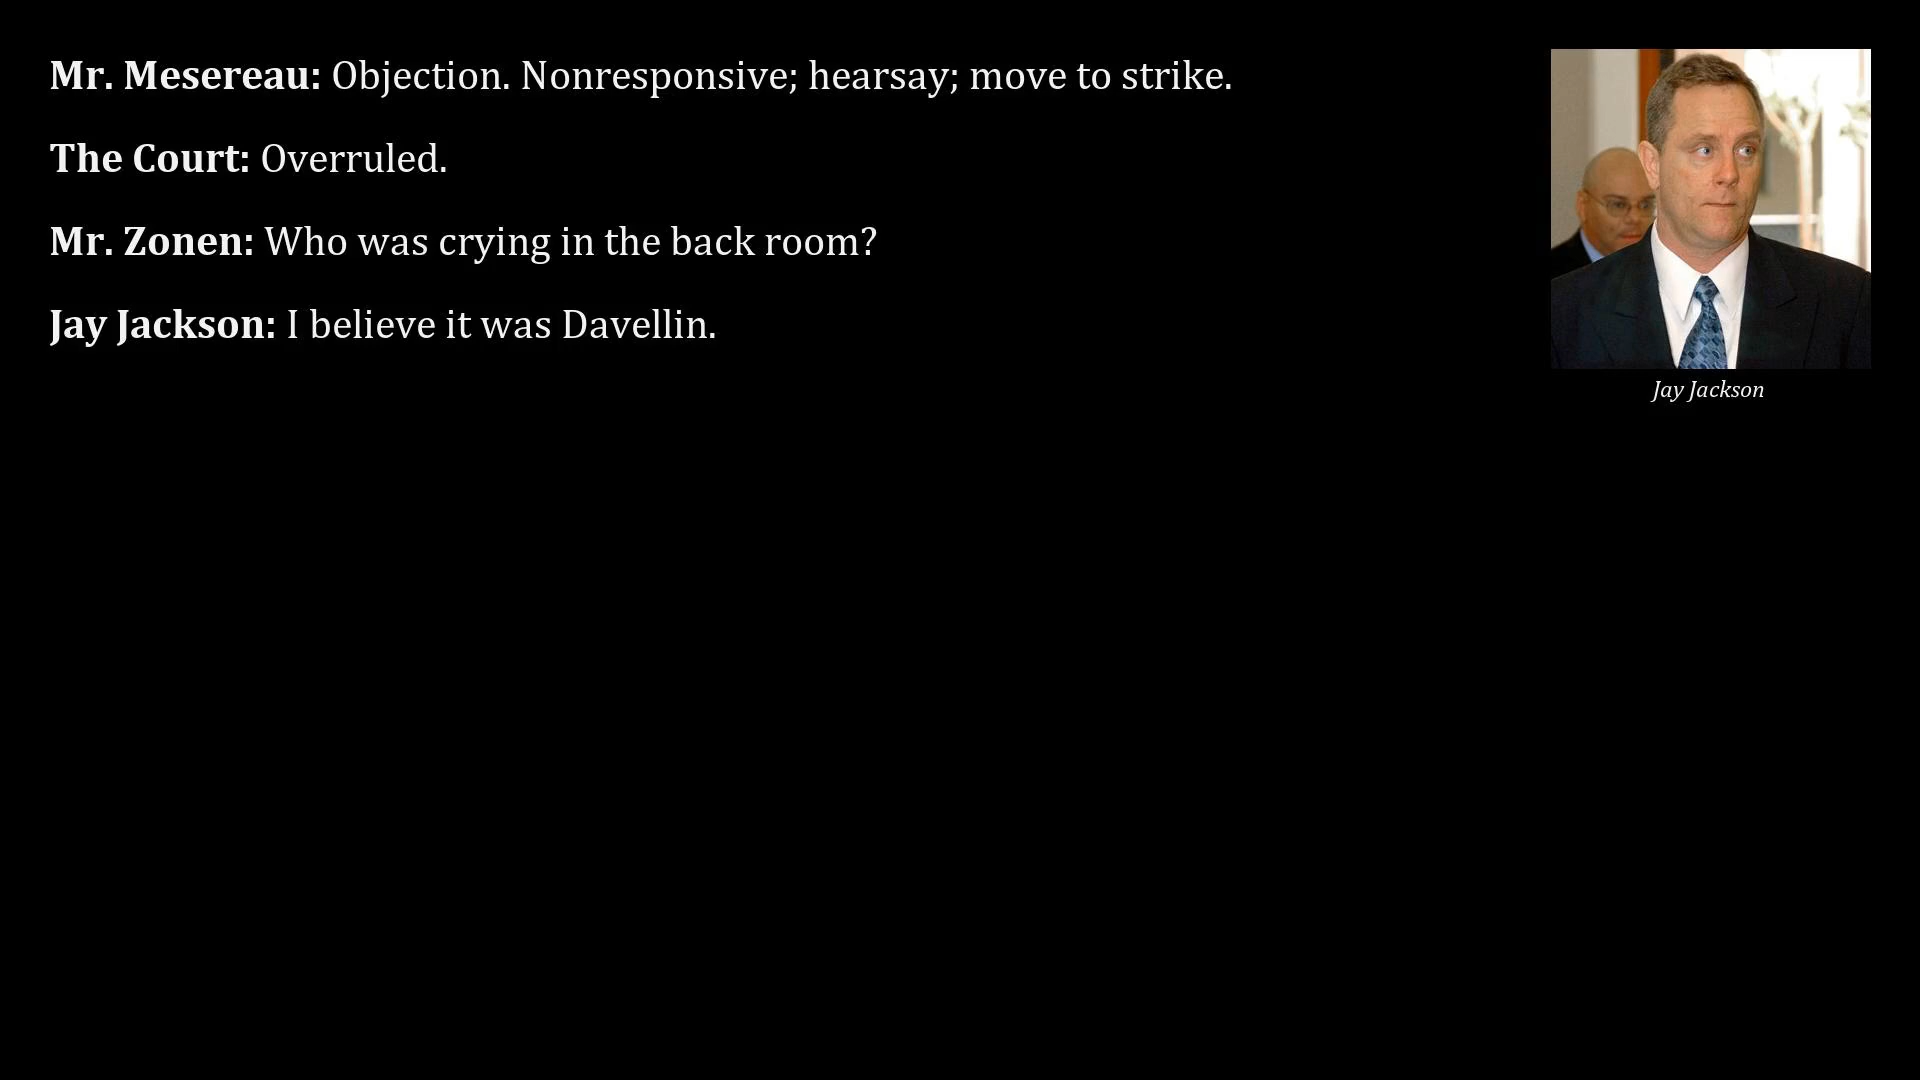 Mr. Mesereau: Objection. Nonresponsive; hearsay; move to strike.
The Court: Overruled.
Mr. Zonen: Who was crying in the back room?
Jay Jackson: I believe it was Davellin.
Jay Jackson